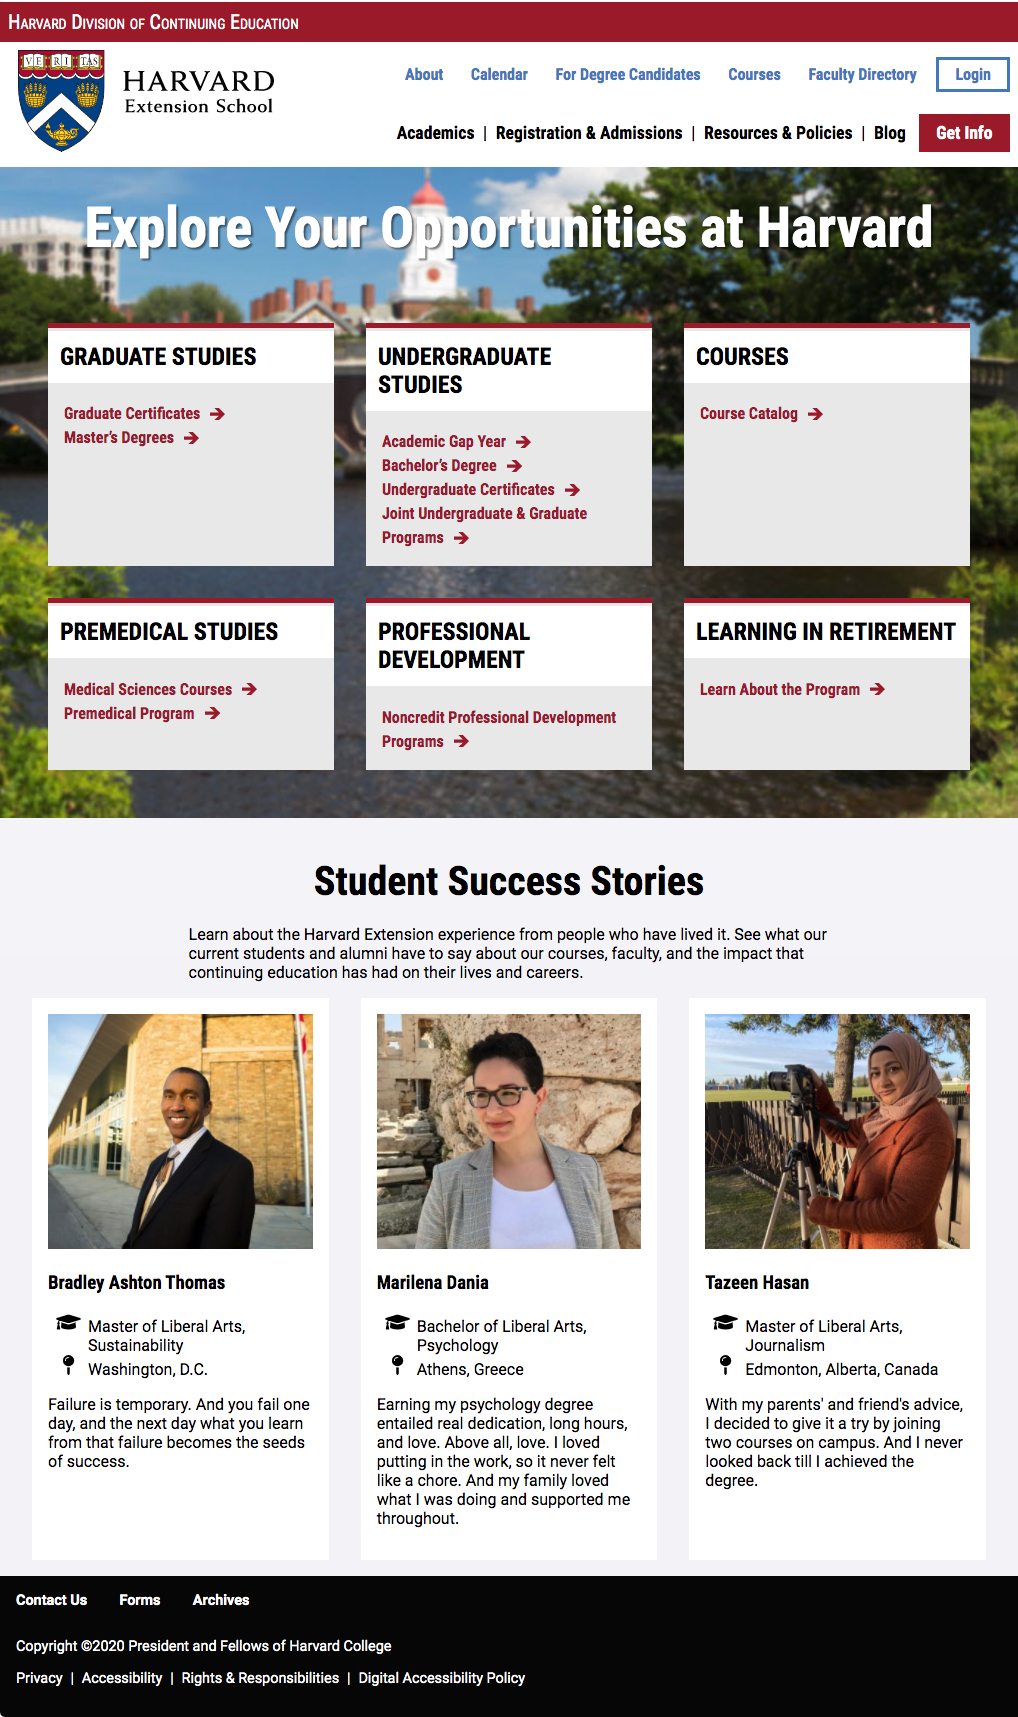 HARVARD DIVISION OF CONTINUING EDUCATION
VE RI TAS
HARVARD
Extension School
About Calendar For Degree Candidates Courses Faculty Directory Login
Academics | Registration & Admissions | Resources & Policies | Blog Get Info
Explore Your Opportunities at Harvard
GRADUATE STUDIES
Graduate Certificates →
Master's Degrees →
UNDERGRADUATE
STUDIES
Academic Gap Year →
Bachelor's Degree →
Undergraduate Certificates →
Joint Undergraduate & Graduate
Programs →
COURSES
Course Catalog →
PREMEDICAL STUDIES
Medical Sciences Courses →
Premedical Program →
PROFESSIONAL
DEVELOPMENT
Noncredit Professional Development
Programs →
LEARNING IN RETIREMENT
Learn About the Program →
Student Success Stories
Learn about the Harvard Extension experience from people who have lived it. See what our
current students and alumni have to say about our courses, faculty, and the impact that
continuing education has had on their lives and careers.
Bradley Ashton Thomas
Master of Liberal Arts,
Sustainability
Washington, D.C.
Failure is temporary. And you fail one
day, and the next day what you learn
from that failure becomes the seeds
of success.
Marilena Dania
Bachelor of Liberal Arts,
Psychology
Athens, Greece
Earning my psychology degree
entailed real dedication, long hours,
and love. Above all, love. I loved
putting in the work, so it never felt
like a chore. And my family loved
what I was doing and supported me
throughout.
Tazeen Hasan
Master of Liberal Arts,
Journalism
Edmonton, Alberta, Canada
With my parents' and friend's advice,
I decided to give it a try by joining
two courses on campus. And I never
looked back till I achieved the
degree.
Contact Us Forms Archives
Copyright ©2020 President and Fellows of Harvard College
Privacy | Accessibility | Rights & Responsibilities | Digital Accessibility Policy